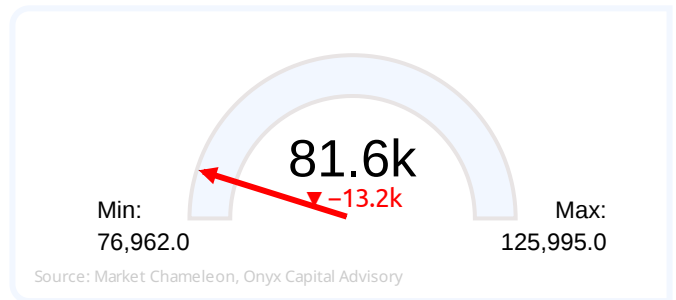 81.6k
▼−13.2k
Min:
76,962.0
Max:
125,995.0
Source: Market Chameleon, Onyx Capital Advisory